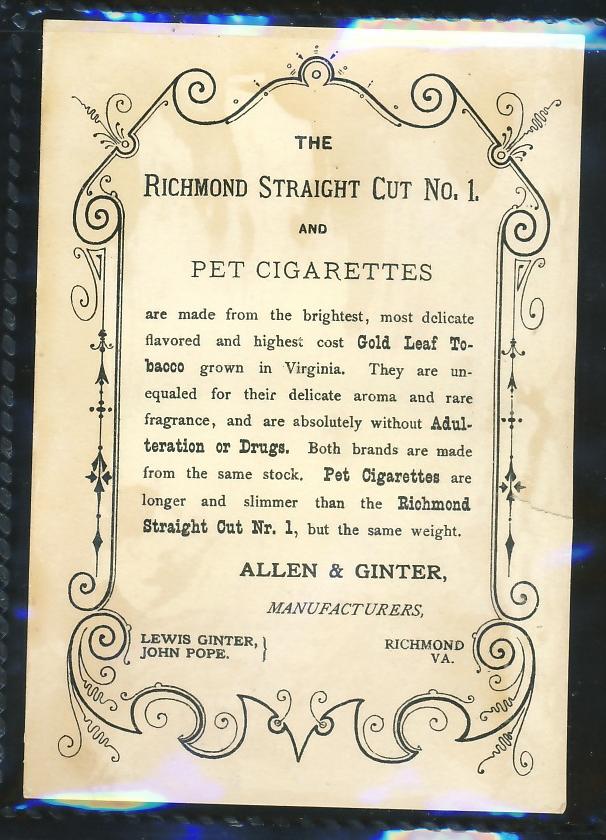 THE
RICHMOND STRAIGHT CUT NO. 1.
AND
PET CIGARETTES
are made from the brightest, most delicate
flavored and highest cost Gold Leaf To-
bacco grown in Virginia. They are un-
equaled for their delicate aroma and rare
fragrance, and are absolutely without Adul-
teration or Drugs. Both brands are made
from the same stock. Pet Cigarettes are
longer and slimmer than the Richmond
Straight Cut Nr. 1, but the same weight.
ALLEN & GINTER,
MANUFACTURERS,
LEWIS GINTER, }
JOHN POPE.
RICHMOND
VA.